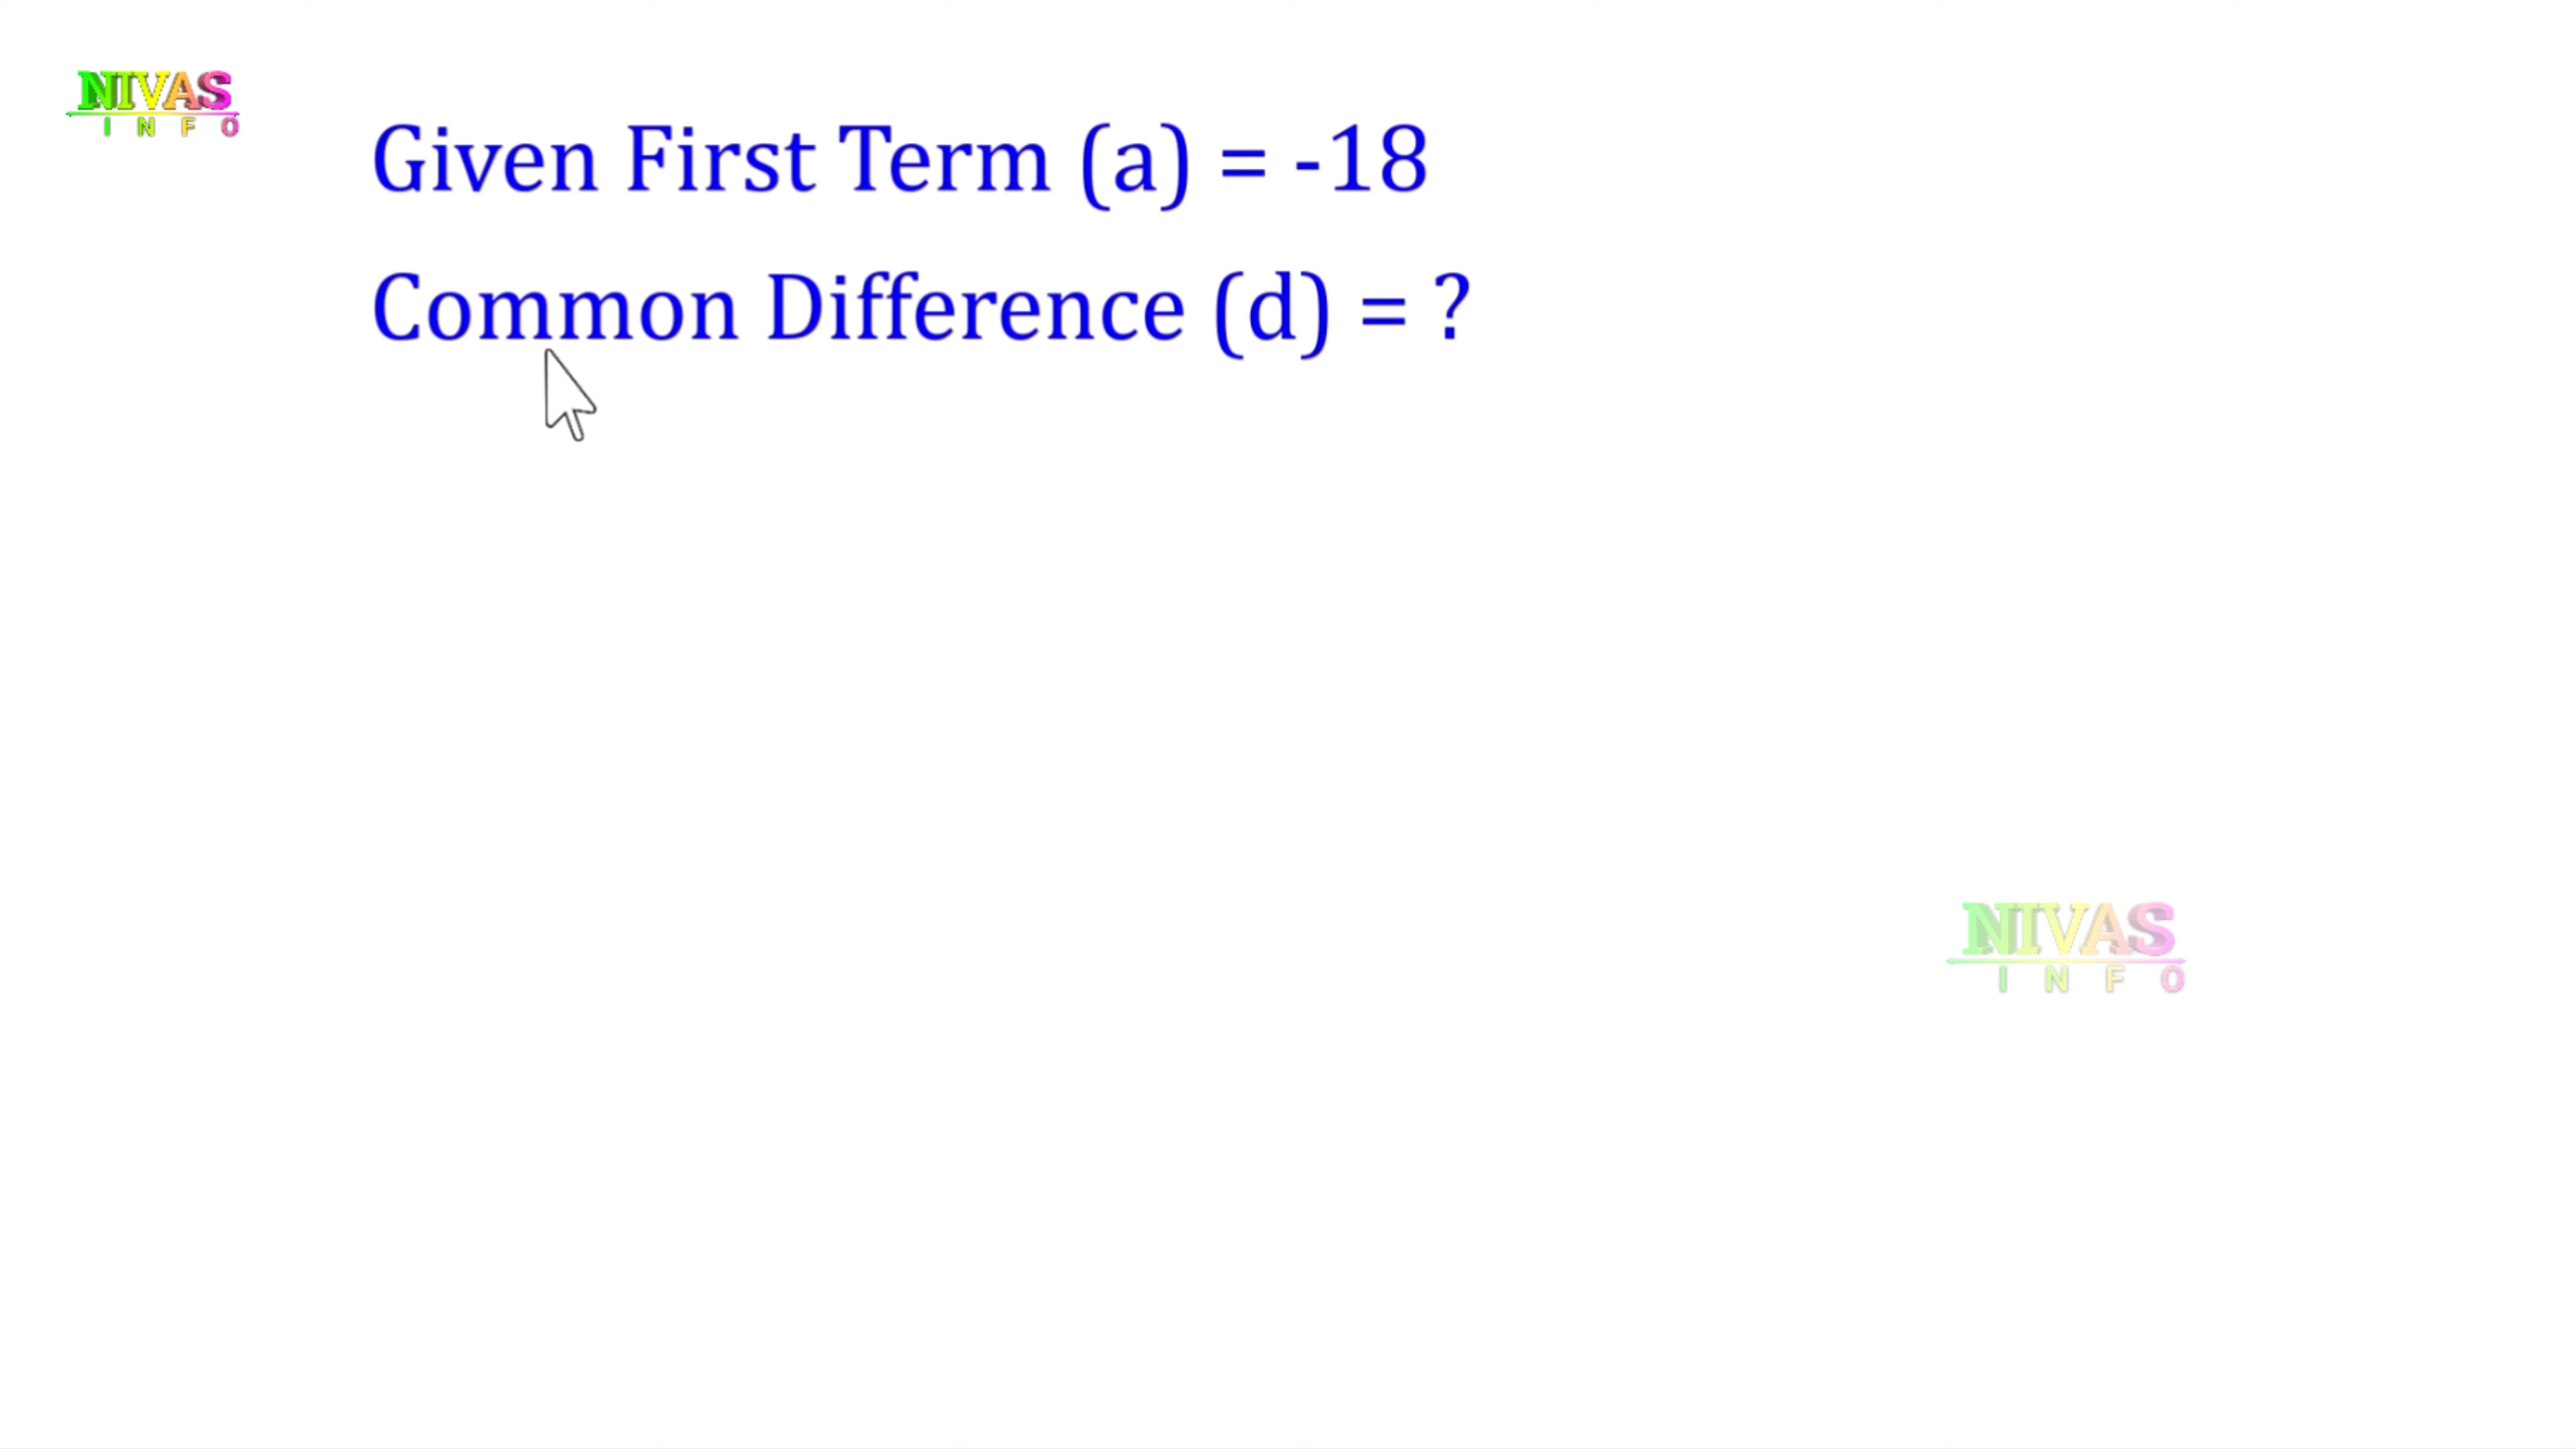 NIVAS
INFO
Given First Term (a) = -18
Common Difference (d) = ?
NIVAS
INFO